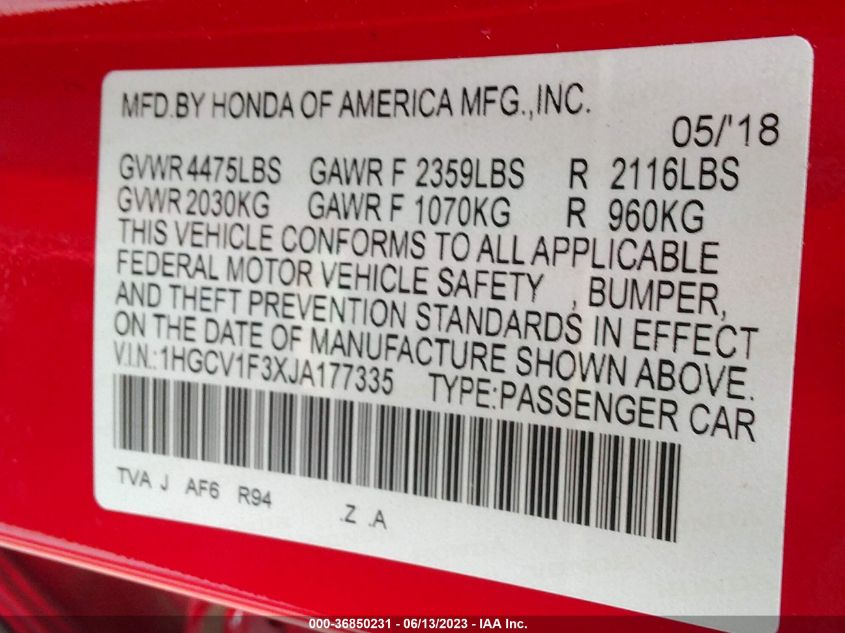 MFD.BY HONDA OF AMERICA MFG.,INC.
05/'18
GVWR 4475LBS GAWR F 2359LBS R 2116LBS
GVWR 2030KG GAWR F 1070KG R 960KG
THIS VEHICLE CONFORMS TO ALL APPLICABLE
FEDERAL MOTOR VEHICLE SAFETY , BUMPER,
AND THEFT PREVENTION STANDARDS IN EFFECT
ON THE DATE OF MANUFACTURE SHOWN ABOVE.
V.I.N.:1HGCV1F3XJA177335 TYPE:PASSENGER CAR
TVA J AF6 R94 .Z .A
000-36850231 - 06/13/2023 - IAA Inc.